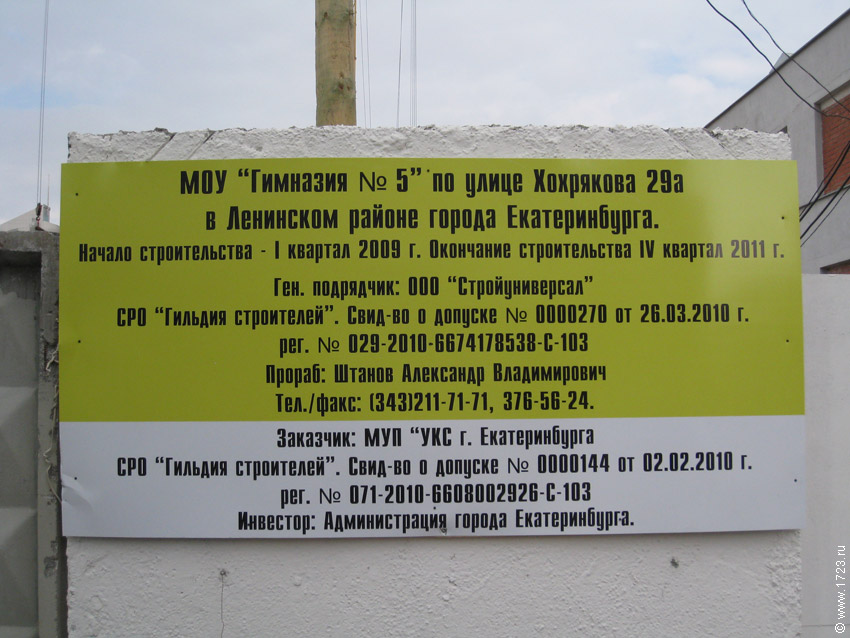 МОУ “Гимназия № 5” по улице Хохрякова 29а
в Ленинском районе города Екатеринбурга.
Начало строительства - I квартал 2009 г. Окончание строительства IV квартал 2011 г.
Ген. подрядчик: ООО “Стройуниверсал”
СРО “Гильдия строителей”. Свид-во о допуске № 0000270 от 26.03.2010 г.
рег. № 029-2010-6674178538-С-103
Прораб: Штанов Александр Владимирович
Тел./факс: (343)211-71-71, 376-56-24.
Заказчик: МУП “УКС г. Екатеринбурга
СРО “Гильдия строителей”. Свид-во о допуске № 0000144 от 02.02.2010 г.
рег. № 071-2010-6608002926-С-103
Инвестор: Администрация города Екатеринбурга.
© www.1723.ru